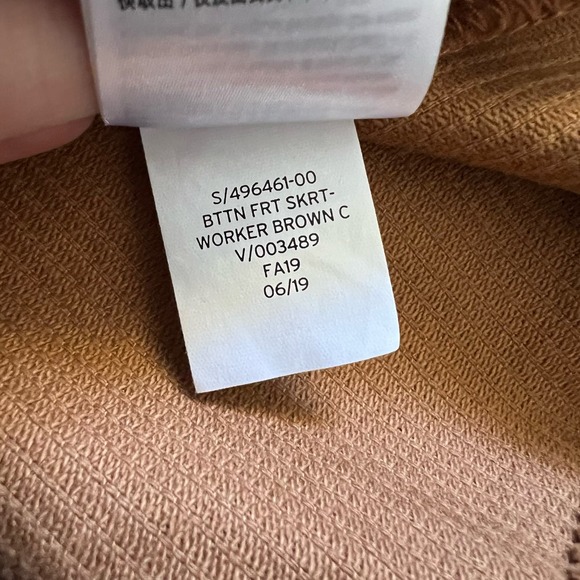 S/496461-00
BTTN FRT SKRT-
WORKER BROWN C
V/003489
FA19
06/19